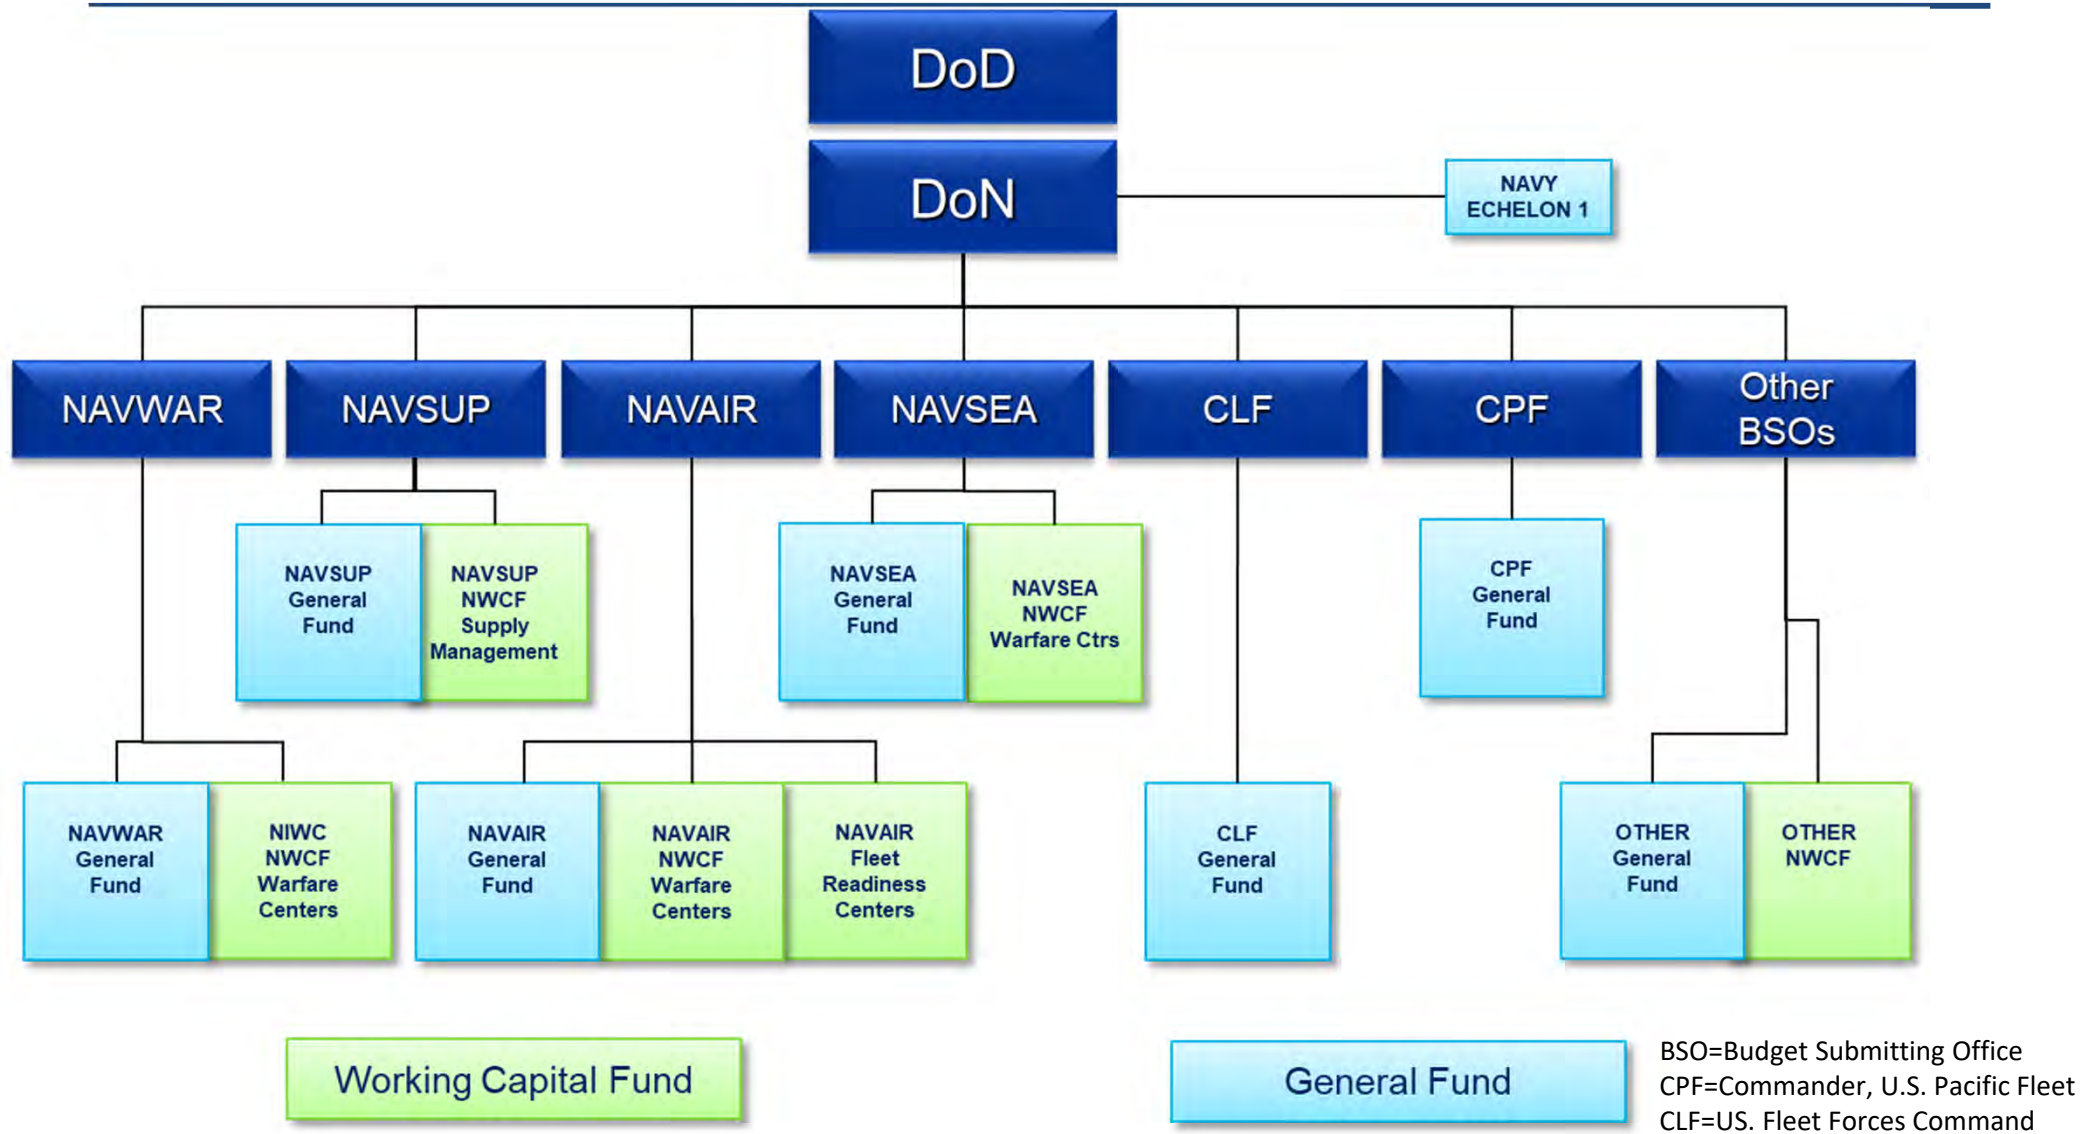 DoD
DoN
NAVY
ECHELON 1
NAVWAR
NAVSUP
NAVAIR
NAVSEA
CLF
CPF
Other
BSOs
NAVSUP
General
Fund
NAVSUP
NWCF
Supply
Management
NAVSEA
General
Fund
NAVSEA
NWCF
Warfare Ctrs
CPF
General
Fund
NAVWAR
General
Fund
NIWC
NWCF
Warfare
Centers
NAVAIR
General
Fund
NAVAIR
NWCF
Warfare
Centers
NAVAIR
Fleet
Readiness
Centers
CLF
General
Fund
OTHER
General
Fund
OTHER
NWCF
Working Capital Fund
General Fund
BSO=Budget Submitting Office
CPF=Commander, U.S. Pacific Fleet
CLF=US. Fleet Forces Command